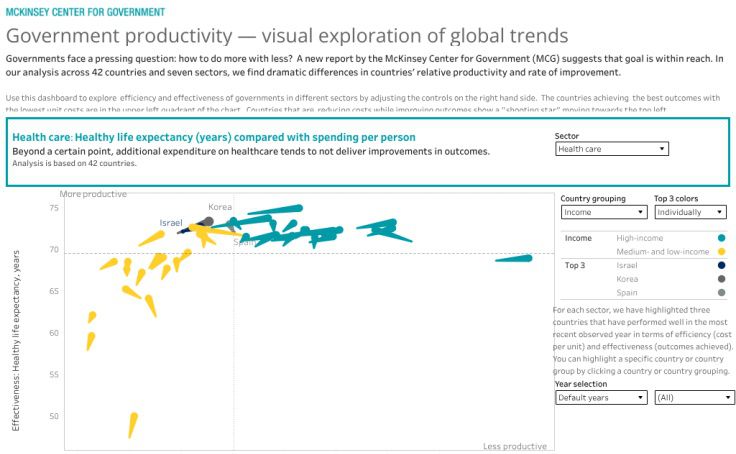 MCKINSEY CENTER FOR GOVERNMENT
Government productivity — visual exploration of global trends
Governments face a pressing question: how to do more with less? A new report by the McKinsey Center for Government (MCG) suggests that goal is within reach. In
our analysis across 42 countries and seven sectors, we find dramatic differences in countries' relative productivity and rate of improvement.
Use this dashboard to explore efficiency and effectiveness of governments in different sectors by adjusting the controls on the right hand side. The countries achieving the best outcomes with
the lowest unit costs are in the upper left quadrant of the chart. Countries that are reducing costs while improving outcomes show a "shooting star" moving towards the top left.
Health care: Healthy life expectancy (years) compared with spending per person
Beyond a certain point, additional expenditure on healthcare tends to not deliver improvements in outcomes.
Analysis is based on 42 countries.
Sector
Health care
More productive
Korea
Israel
Spain
75
70
65
60
55
50
Effectiveness: Healthy life expectancy, years
Less productive
Country grouping
Top 3 colors
Income
Individually
Income
High-income
Medium- and low-income
Top 3
Israel
Korea
Spain
For each sector, we have highlighted three
countries that have performed well in the most
recent observed year in terms of efficiency (cost
per unit) and effectiveness (outcomes achieved).
You can highlight a specific country or country
group by clicking a country or country grouping.
Year selection
Default years
(All)